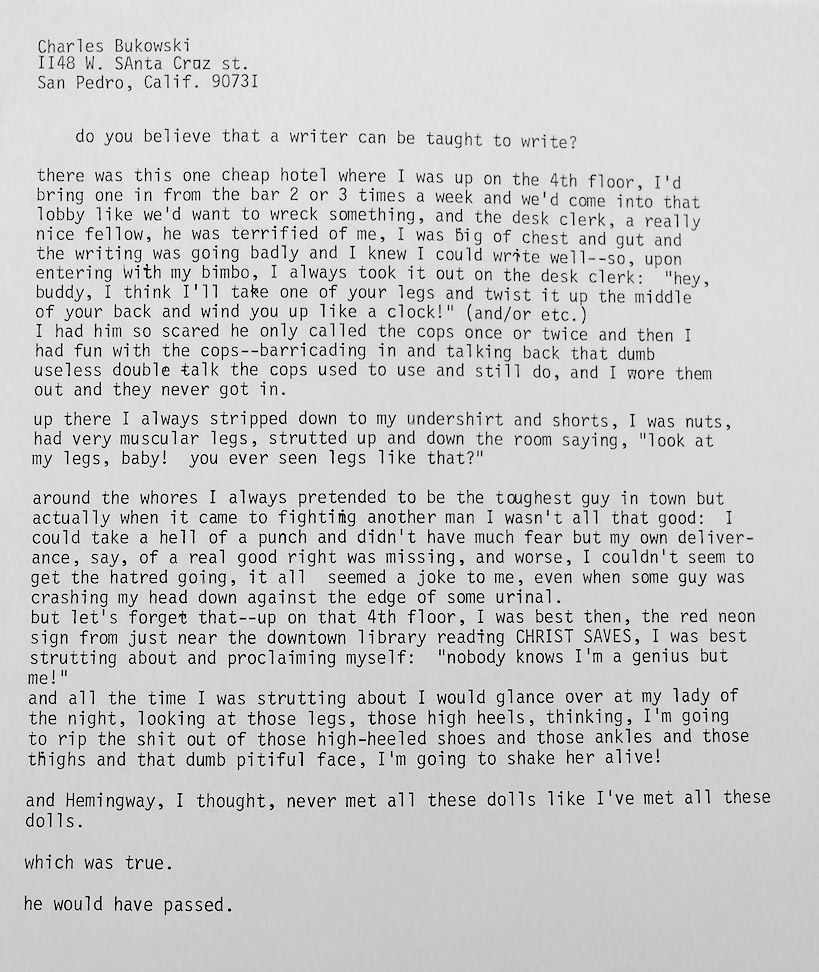 Charles Bukowski
II48 W. SAnta Cruz st.
San Pedro, Calif. 9073I
do you believe that a writer can be taught to write?
there was this one cheap hotel where I was up on the 4th floor, I'd
bring one in from the bar 2 or 3 times a week and we'd come into that
lobby like we'd want to wreck something, and the desk clerk, a really
nice fellow, he was terrified of me, I was big of chest and gut and
the writing was going badly and I knew I could write well--so, upon
entering with my bimbo, I always took it out on the desk clerk:  "hey,
buddy, I think I'll take one of your legs and twist it up the middle
of your back and wind you up like a clock!" (and/or etc.)
I had him so scared he only called the cops once or twice and then I
had fun with the cops--barricading in and talking back that dumb
useless double talk the cops used to use and still do, and I wore them
out and they never got in.
up there I always stripped down to my undershirt and shorts, I was nuts,
had very muscular legs, strutted up and down the room saying, "look at
my legs, baby!  you ever seen legs like that?"
around the whores I always pretended to be the toughest guy in town but
actually when it came to fighting another man I wasn't all that good:  I
could take a hell of a punch and didn't have much fear but my own deliver-
ance, say, of a real good right was missing, and worse, I couldn't seem to
get the hatred going, it all  seemed a joke to me, even when some guy was
crashing my head down against the edge of some urinal.
but let's forget that--up on that 4th floor, I was best then, the red neon
sign from just near the downtown library reading CHRIST SAVES, I was best
strutting about and proclaiming myself:  "nobody knows I'm a genius but
me!"
and all the time I was strutting about I would glance over at my lady of
the night, looking at those legs, those high heels, thinking, I'm going
to rip the shit out of those high-heeled shoes and those ankles and those
thighs and that dumb pitiful face, I'm going to shake her alive!
and Hemingway, I thought, never met all these dolls like I've met all these
dolls.
which was true.
he would have passed.